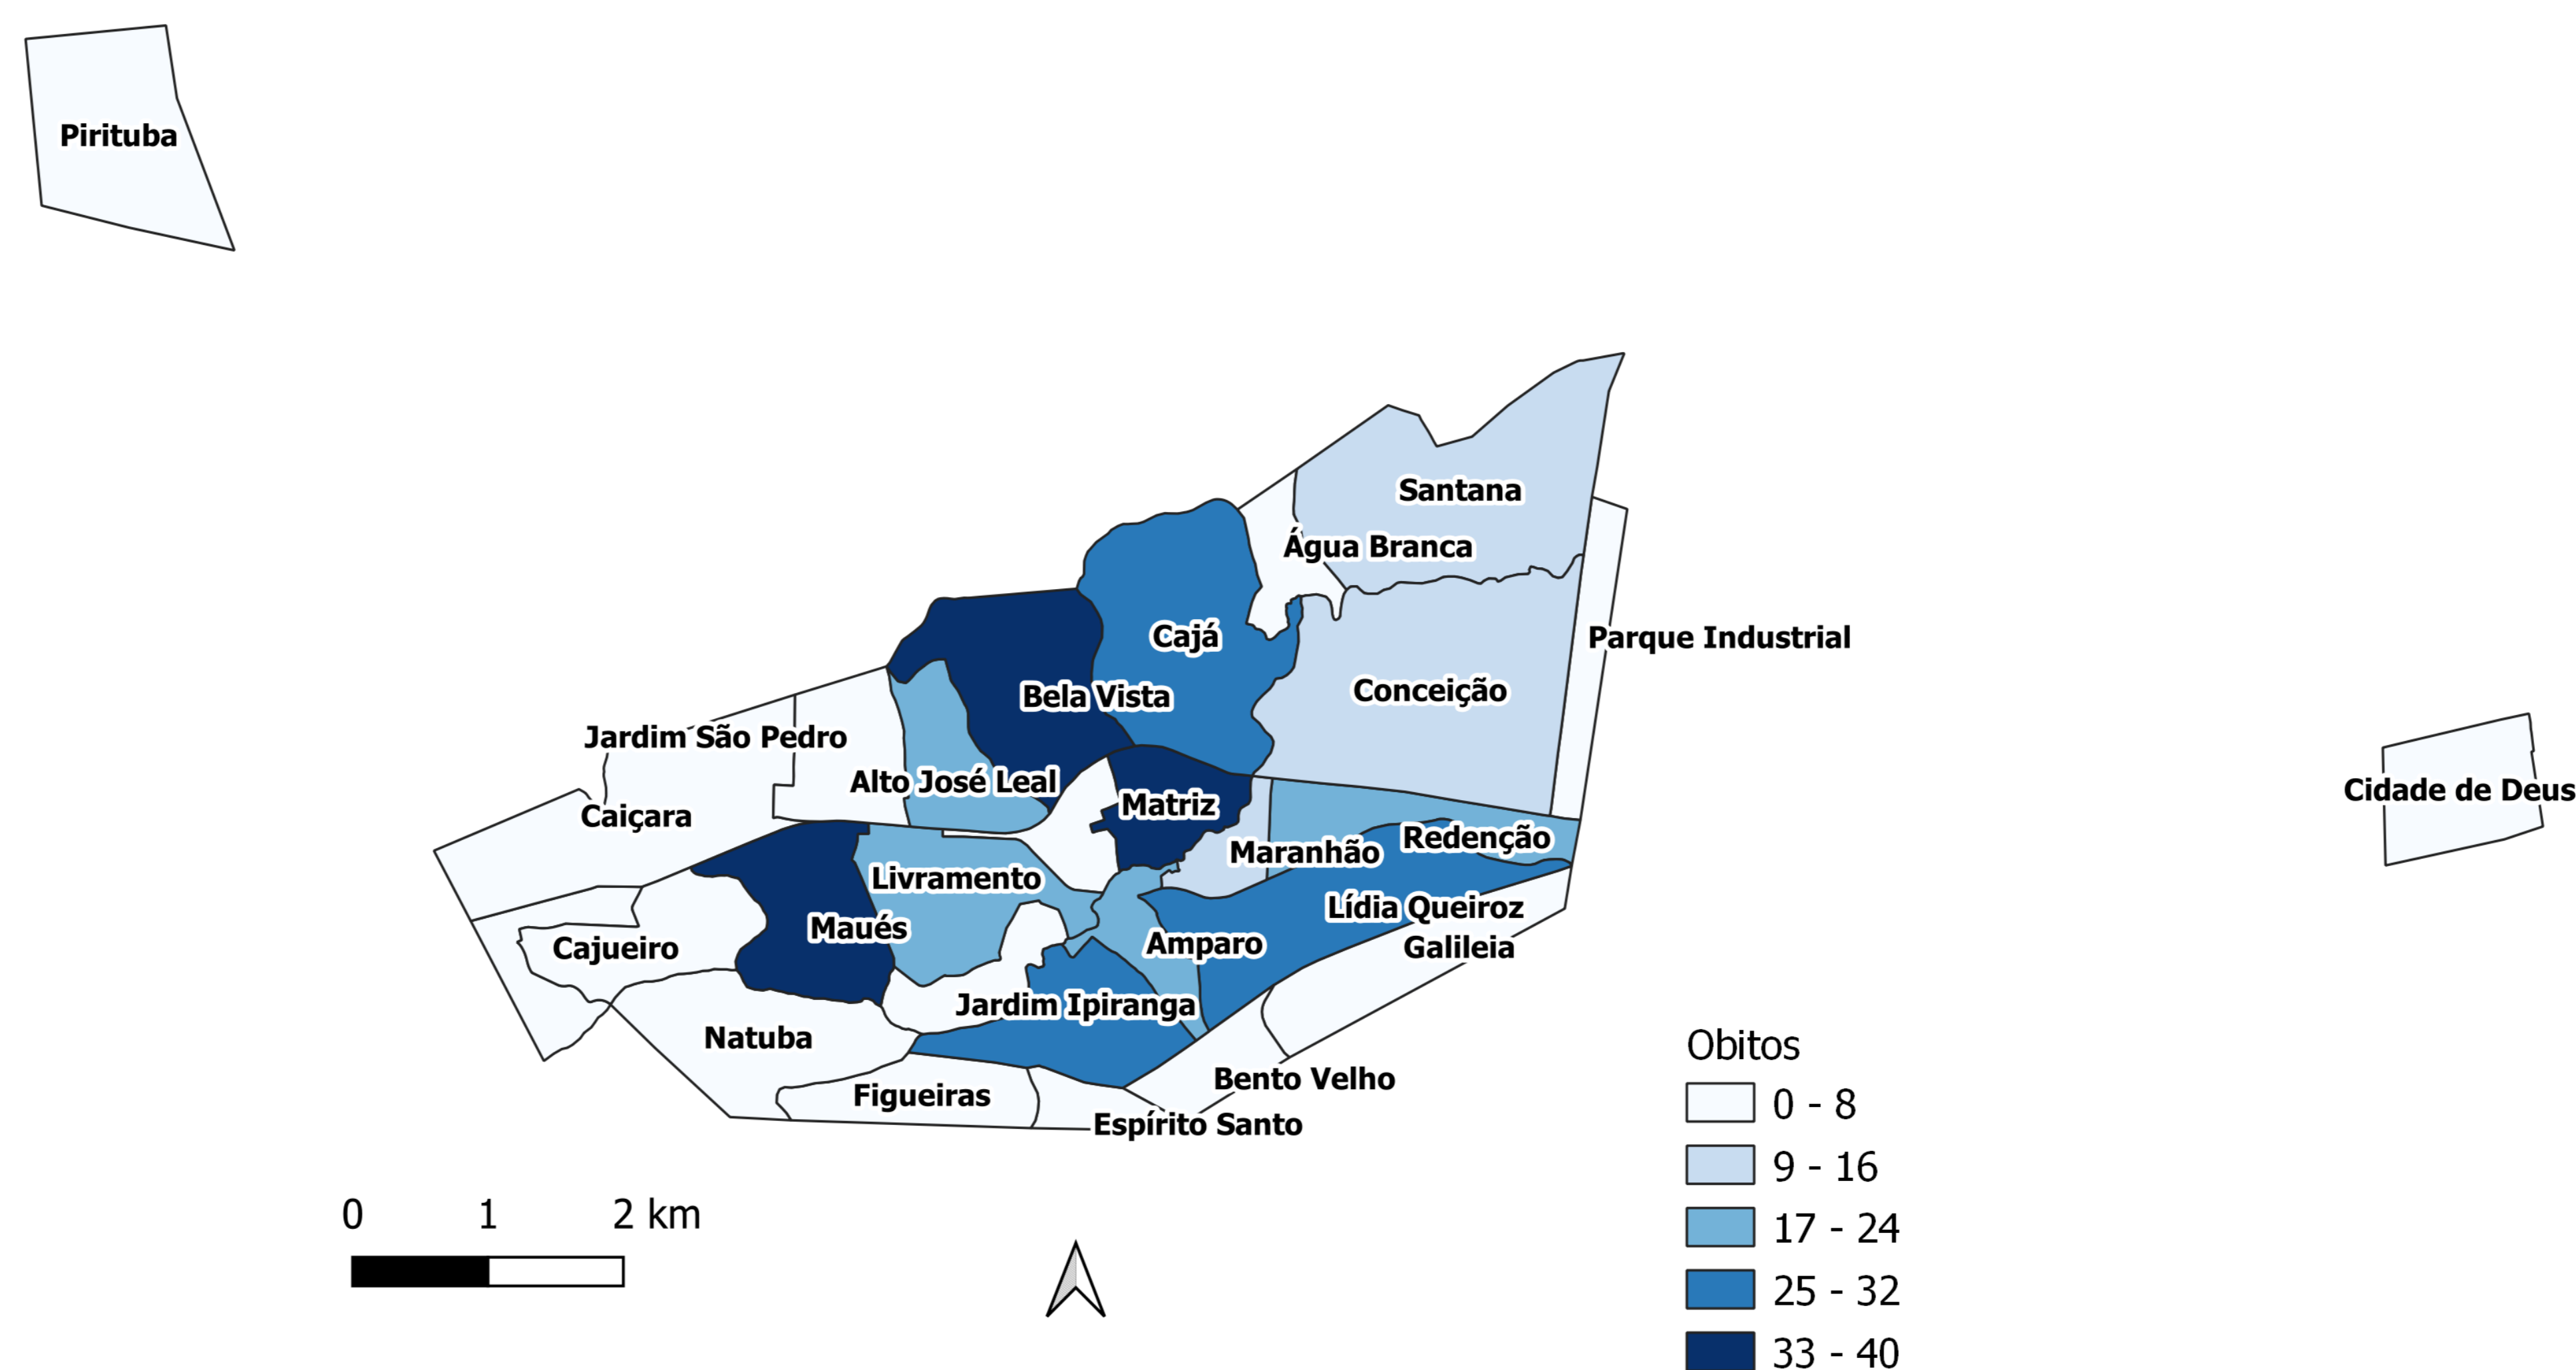 Pirituba
Santana
Água Branca
Cajá
Parque Industrial
Conceição
Bela Vista
Jardim São Pedro
Alto José Leal
Cidade de Deus
Matriz
Caiçara
Redenção
Maranhão
Livramento
Lídia Queiroz
Maués
Amparo
Galileia
Cajueiro
Jardim Ipiranga
Natuba
Bento Velho
Figueiras
Espírito Santo
Obitos
0 - 8
9 - 16
17 - 24
25 - 32
33 - 40
0 1 2 km